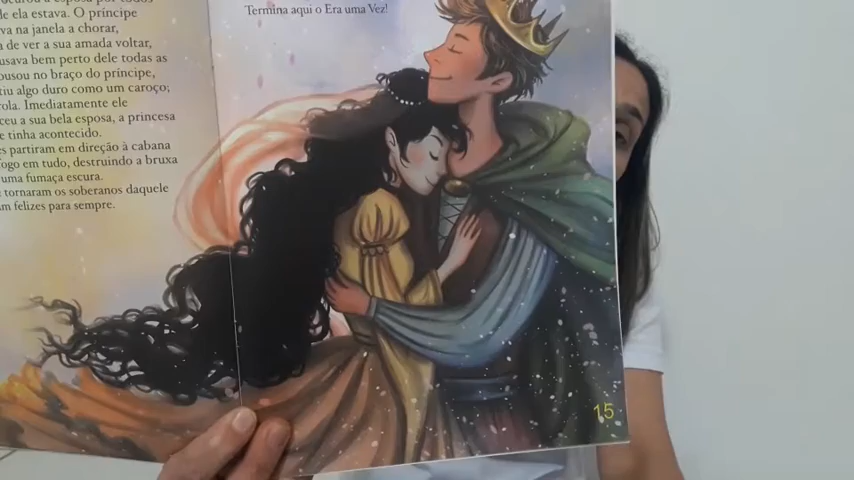 le ela estava. O príncipe
va na janela a chorar,
de ver a sua amada voltar,
usava bem perto dele todas as
ousou no braço do príncipe,
tiu algo duro como um caroço;
rola. Imediatamente ele
ceu a sua bela esposa, a princesa
e tinha acontecido.
es partiram em direção à cabana
fogo em tudo, destruindo a bruxa
uma fumaça escura.
tornaram os soberanos daquele
m felizes para sempre.
Termina aqui o Era uma Vez!
15